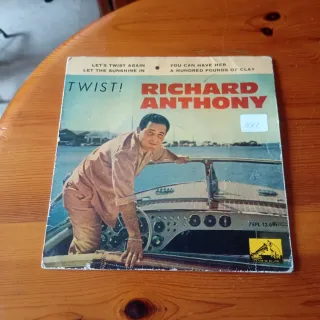 LET'S TWIST AGAIN
LET THE SUNSHINE IN
YOU CAN HAVE HER
A HUNDRED POUNDS OF CLAY
TWIST!
RICHARD
ANTHONY